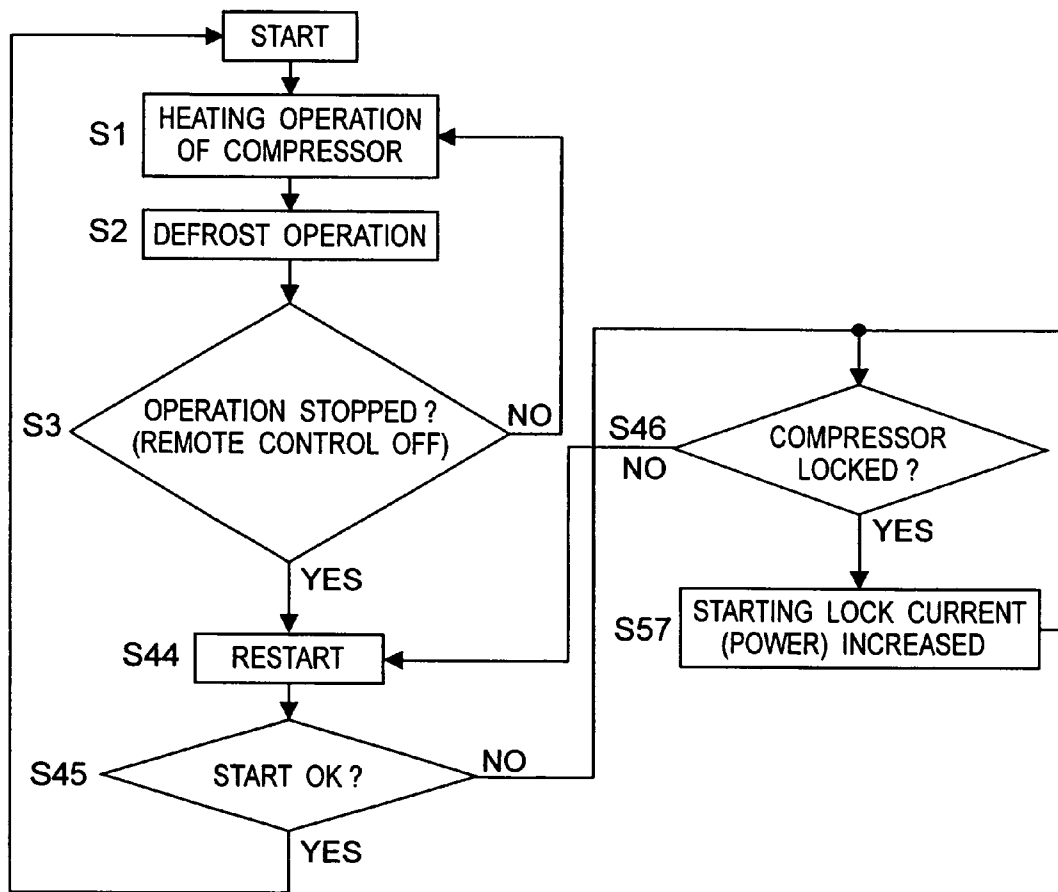 START
S1
HEATING OPERATION
OF COMPRESSOR
S2
DEFROST OPERATION
S3
OPERATION STOPPED ?
(REMOTE CONTROL OFF)
NO
YES
S44
RESTART
S45
START OK ?
NO
YES
S46
NO
COMPRESSOR
LOCKED ?
YES
S57
STARTING LOCK CURRENT
(POWER) INCREASED